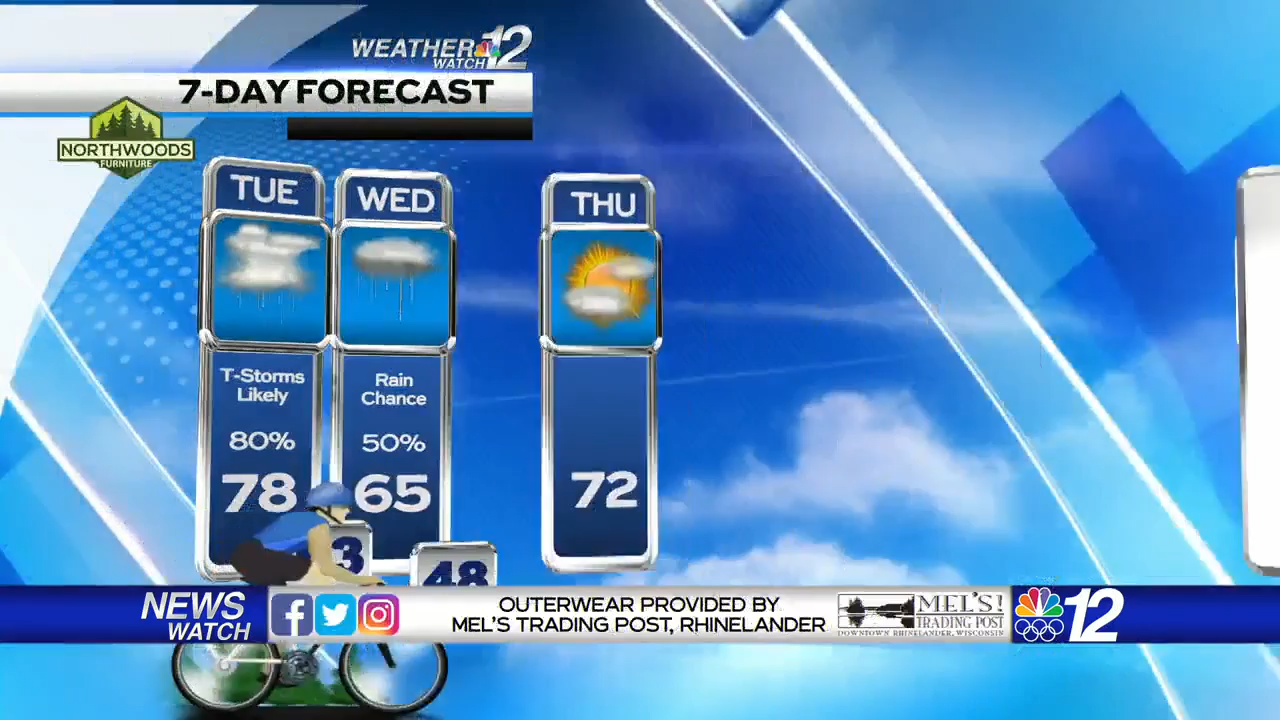 WEATHER 12
WATCH
7-DAY FORECAST
NORTHWOODS
FURNITURE
TUE
WED
THU
T-Storms
Likely
80%
78
Rain
Chance
50%
65
72
3
48
NEWS
WATCH
OUTERWEAR PROVIDED BY
MEL'S TRADING POST, RHINELANDER
MEL'S!
TRADING POST
DOWNTOWN RHINELANDER, WISCONSIN
12